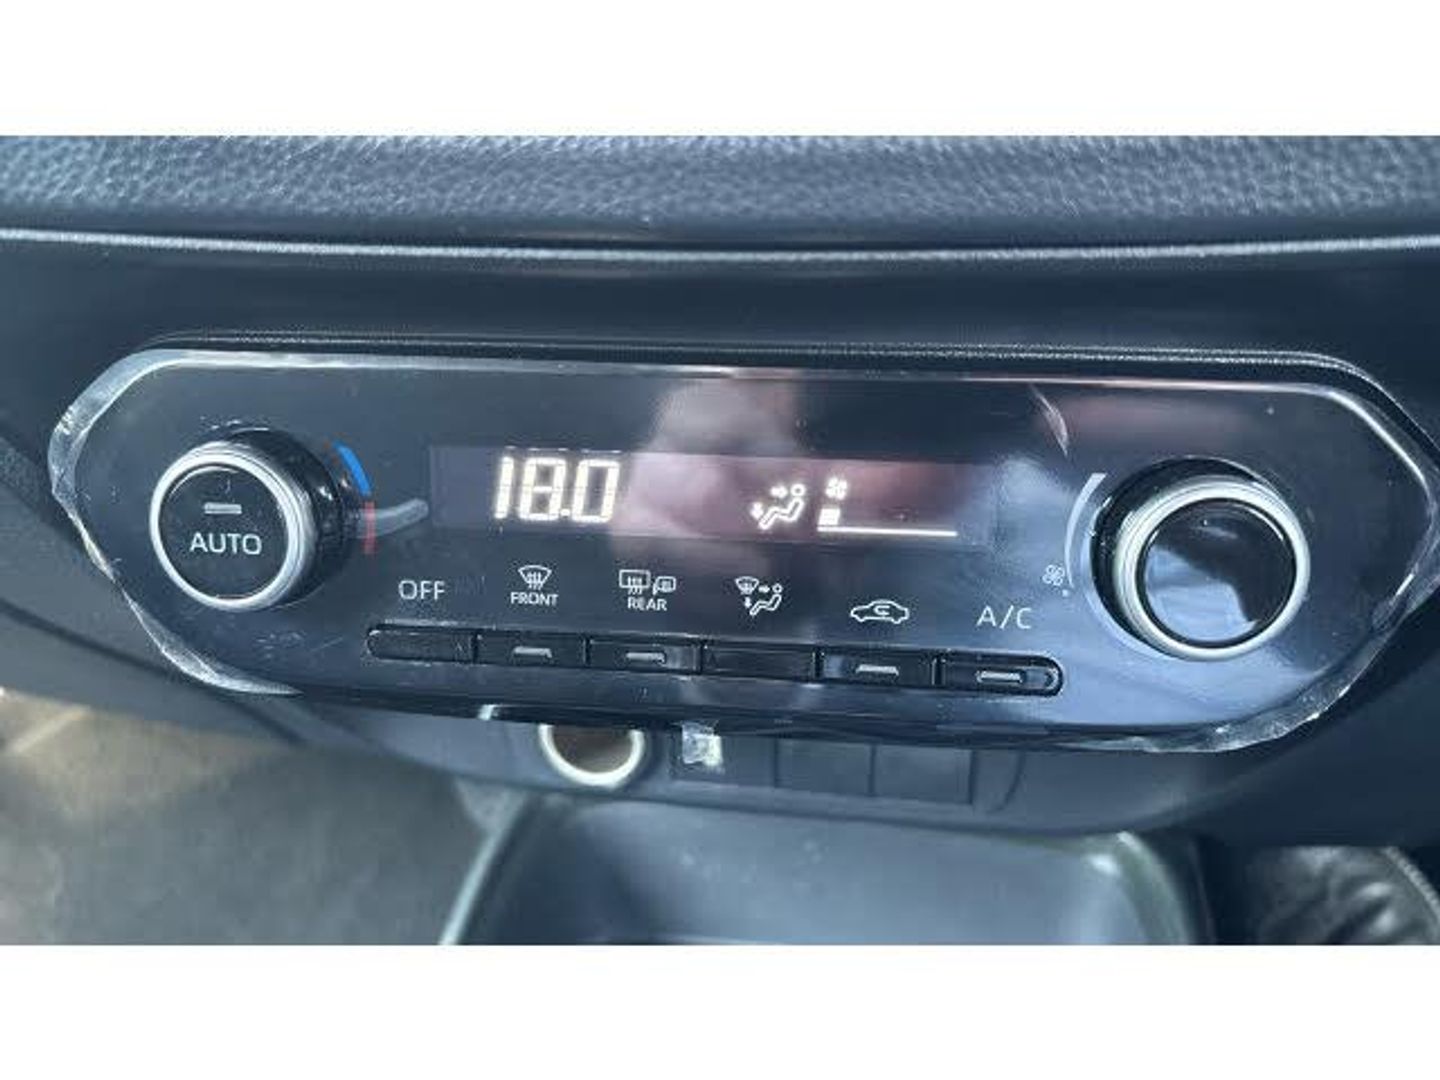 18.0
AUTO
OFF
FRONT
REAR
A/C